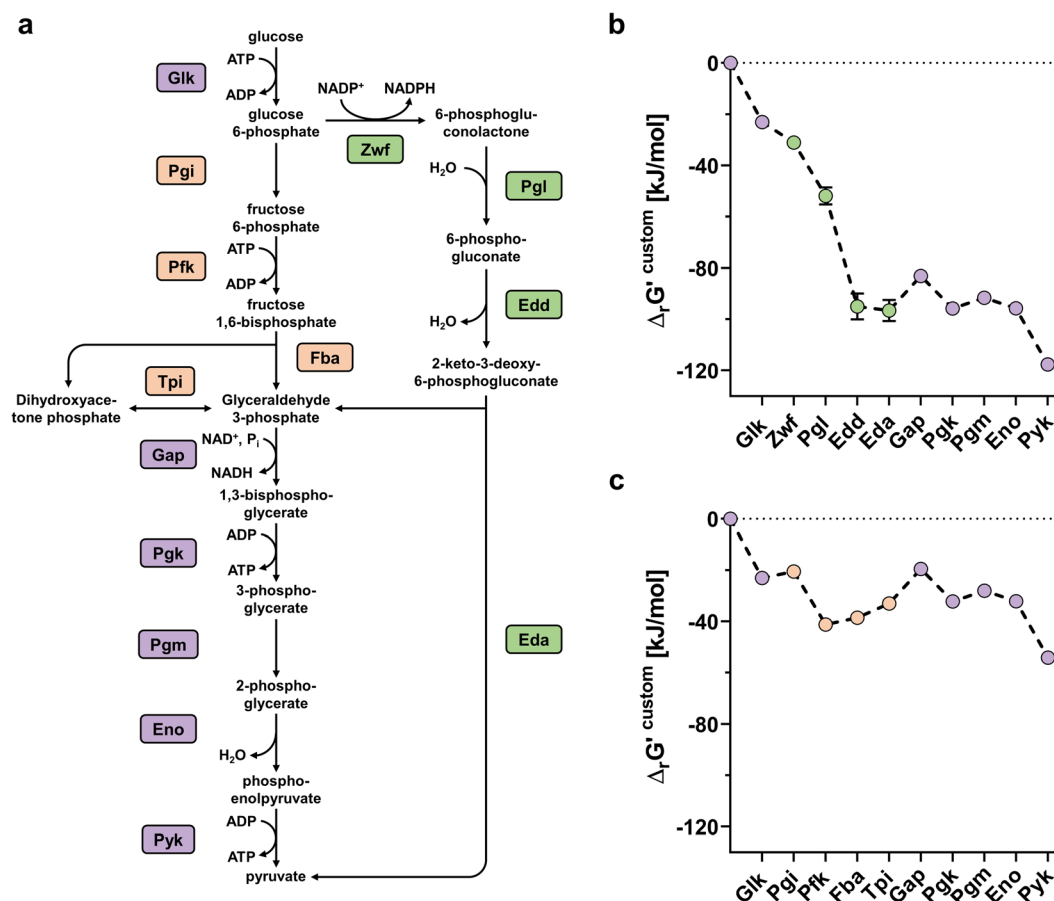 a
glucose
ATP
Glk
ADP
NADP+
NADPH
glucose
6-phosphate
6-phosphoglu-
conolactone
Zwf
Pgi
H2O
Pgl
fructose
6-phosphate
6-phospho-
gluconate
ATP
Pfk
ADP
Edd
H2O
fructose
1,6-bisphosphate
Fba
2-keto-3-deoxy-
6-phosphogluconate
Tpi
Dihydroxyace-
tone phosphate
Glyceraldehyde
3-phosphate
NAD+, Pi
Gap
NADH
1,3-bisphospho-
glycerate
ADP
Pgk
ATP
3-phospho-
glycerate
Pgm
Eda
2-phospho-
glycerate
Eno
H2O
phospho-
enolpyruvate
ADP
Pyk
ATP
pyruvate
b
ΔrG' custom [kJ/mol]
0
-40
-80
-120
Glk Zwf Pgl Edd Eda Gap Pgk Pgm Eno Pyk
c
ΔrG' custom [kJ/mol]
0
-40
-80
-120
Glk Pgi Pfk Fba Tpi Gap Pgk Pgm Eno Pyk